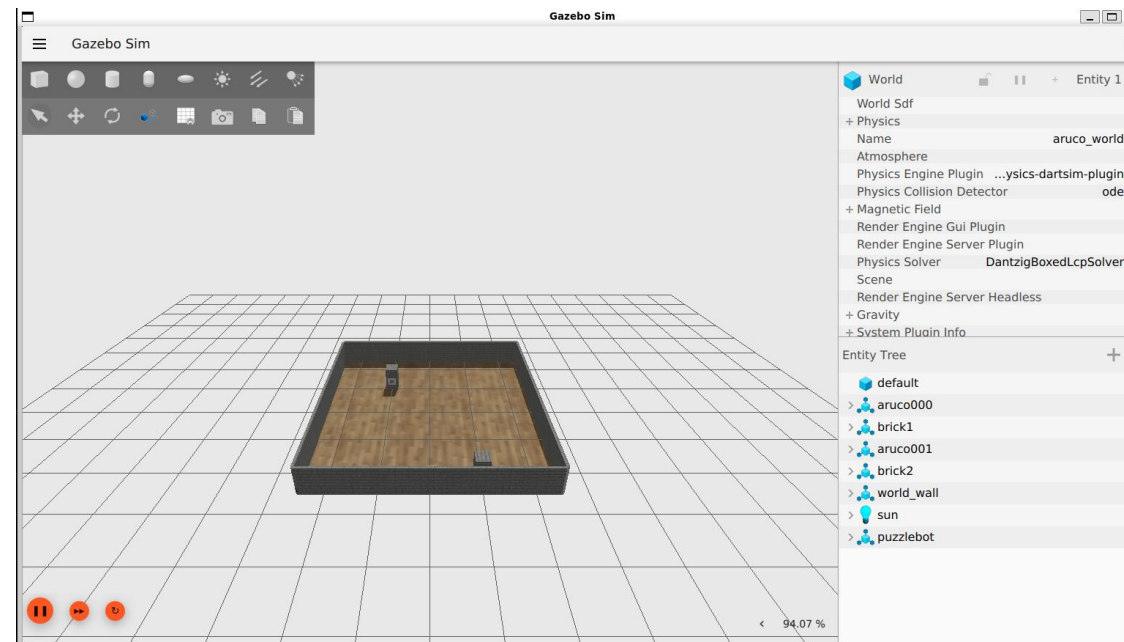 Gazebo Sim
Gazebo Sim
World Entity 1
World Sdf
+ Physics
Name aruco_world
Atmosphere
Physics Engine Plugin ...ysics-dartsim-plugin
Physics Collision Detector ode
+ Magnetic Field
Render Engine Gui Plugin
Render Engine Server Plugin
Physics Solver DantzigBoxedLcpSolver
Scene
Render Engine Server Headless
+ Gravity
+ System Plugin Info
Entity Tree
default
aruco000
brick1
aruco001
brick2
world_wall
sun
puzzlebot
94.07 %